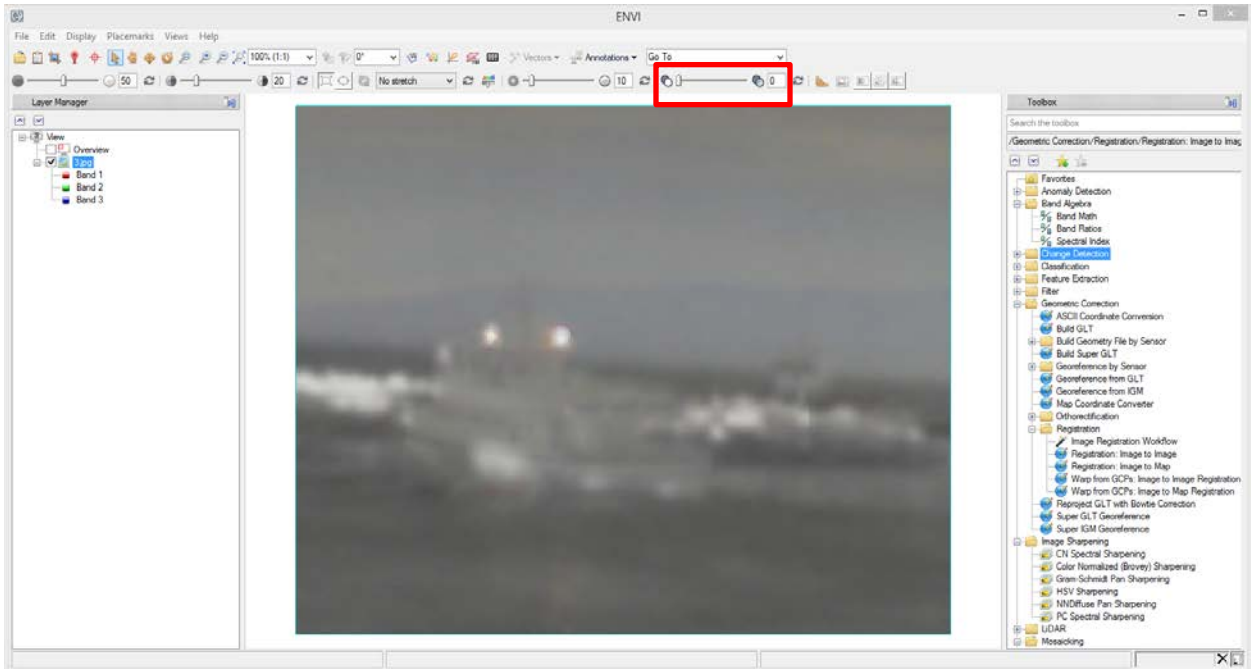 ENVI
File Edit Display Placemarks Views Help
100% (1:1) 0° Vectors Annotations Go To
50 20 No stretch 10 0
Layer Manager
View
Overview
3.jpg
Band 1
Band 2
Band 3
Toolbox
Search the toolbox
/Geometric Correction/Registration/Registration: Image to Imag
Favorites
Anomaly Detection
Band Algebra
Band Math
Band Ratios
Spectral Index
Change Detection
Classification
Feature Extraction
Filter
Geometric Correction
ASCII Coordinate Conversion
Build GLT
Build Geometry File by Sensor
Build Super GLT
Georeference by Sensor
Georeference from GLT
Georeference from IGM
Map Coordinate Converter
Orthorectification
Registration
Image Registration Workflow
Registration: Image to Image
Registration: Image to Map
Warp from GCPs: Image to Image Registration
Warp from GCPs: Image to Map Registration
Reproject GLT with Bowtie Correction
Super GLT Georeference
Super IGM Georeference
Image Sharpening
CN Spectral Sharpening
Color Normalized (Brovey) Sharpening
Gram-Schmidt Pan Sharpening
HSV Sharpening
NNDiffuse Pan Sharpening
PC Spectral Sharpening
LiDAR
Mosaicking